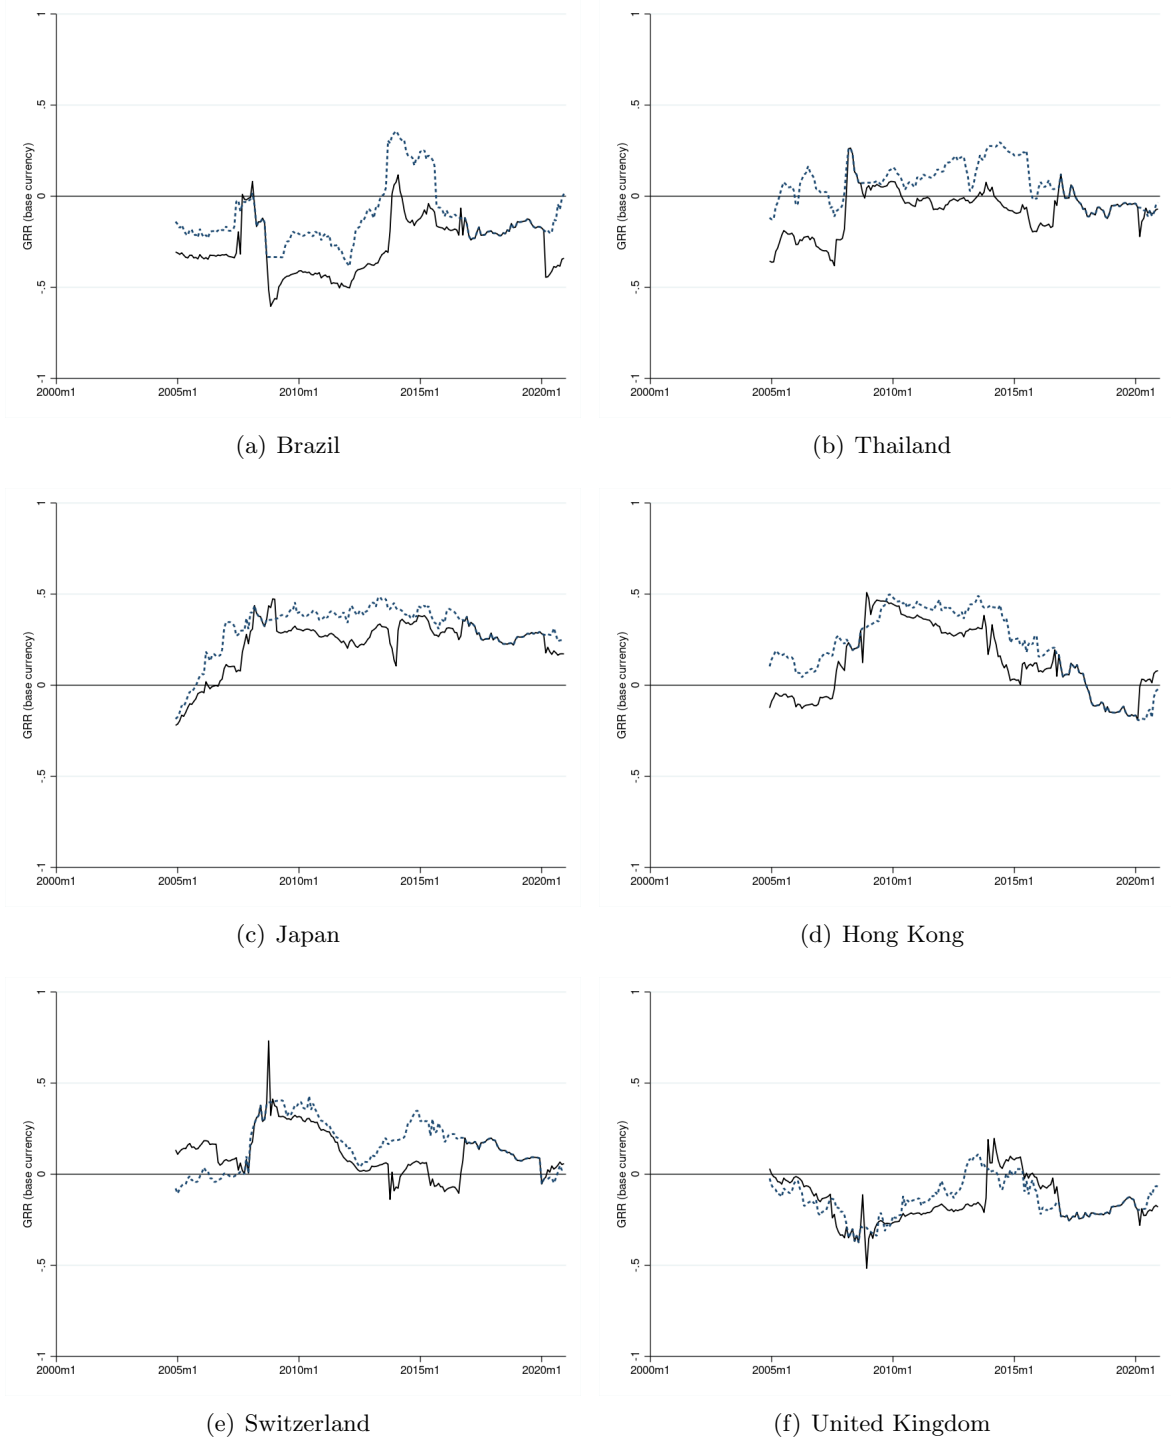 1
.5
0
-.5
-1
GRR (base currency)
2000m1 2005m1 2010m1 2015m1 2020m1
(a) Brazil
1
.5
0
-.5
-1
GRR (base currency)
2000m1 2005m1 2010m1 2015m1 2020m1
(b) Thailand
1
.5
0
-.5
-1
GRR (base currency)
2000m1 2005m1 2010m1 2015m1 2020m1
(c) Japan
1
.5
0
-.5
-1
GRR (base currency)
2000m1 2005m1 2010m1 2015m1 2020m1
(d) Hong Kong
1
.5
0
-.5
-1
GRR (base currency)
2000m1 2005m1 2010m1 2015m1 2020m1
(e) Switzerland
1
.5
0
-.5
-1
GRR (base currency)
2000m1 2005m1 2010m1 2015m1 2020m1
(f) United Kingdom